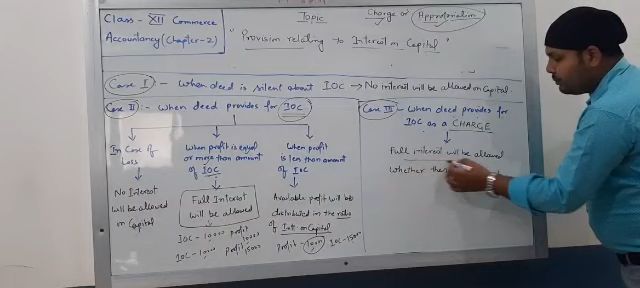 Class - XII Commerce
Accountancy (Chapter-2)
Topic
Charge or Appropriation
"Provision relating to Interest on Capital"
Case I :- When deed is silent about IOC → No interest will be allowed on Capital.
Case II :- When deed provides for IOC
In Case of Loss
No Interest
will be allowed
on Capital
When profit is equal
or more than amount
of IOC
Full Interest
will be allowed
IOC - 10000 Profit 10000
IOC - 10000 Profit 15000
When profit
is less than amount
of IOC
Available profit will be
distributed in the ratio
of Int. on Capital
Profit - 10000 IOC - 15000
Case III :- When deed provides for
IOC as a CHARGE
Full interest will be allowed
whether